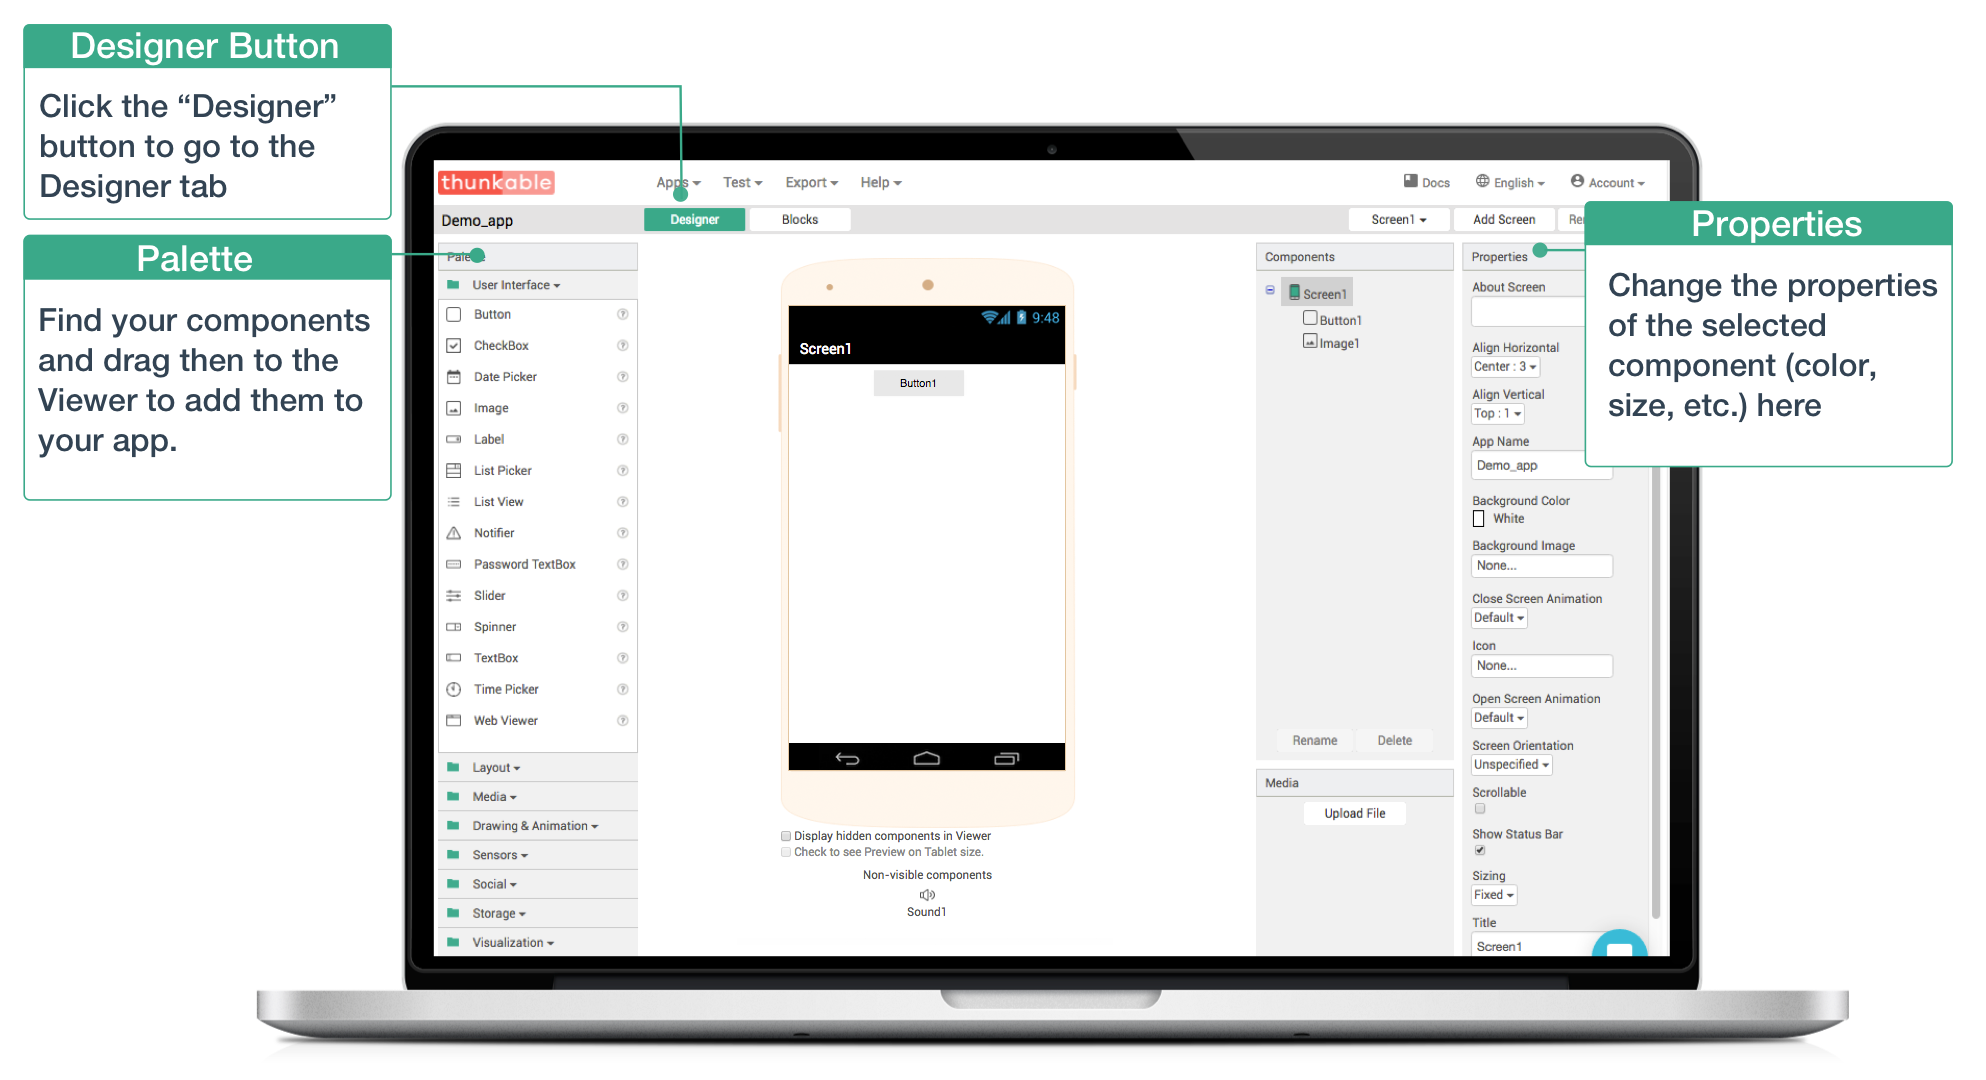 Designer Button
Click the “Designer”
button to go to the
Designer tab
Palette
Find your components
and drag then to the
Viewer to add them to
your app.
Properties
Change the properties
of the selected
component (color,
size, etc.) here
thunkable
Apps
Test
Export
Help
Docs
English
Account
Demo_app
Designer
Blocks
Screen1
Add Screen
User Interface
Button
CheckBox
Date Picker
Image
Label
List Picker
List View
Notifier
Password TextBox
Slider
Spinner
TextBox
Time Picker
Web Viewer
Layout
Media
Drawing & Animation
Sensors
Social
Storage
Visualization
9:48
Screen1
Button1
Display hidden components in Viewer
Check to see Preview on Tablet size.
Non-visible components
Sound1
Components
Screen1
Button1
Image1
Rename
Delete
Media
Upload File
Properties
About Screen
Align Horizontal
Center : 3
Align Vertical
Top : 1
App Name
Demo_app
Background Color
White
Background Image
None...
Close Screen Animation
Default
Icon
None...
Open Screen Animation
Default
Screen Orientation
Unspecified
Scrollable
Show Status Bar
Sizing
Fixed
Title
Screen1